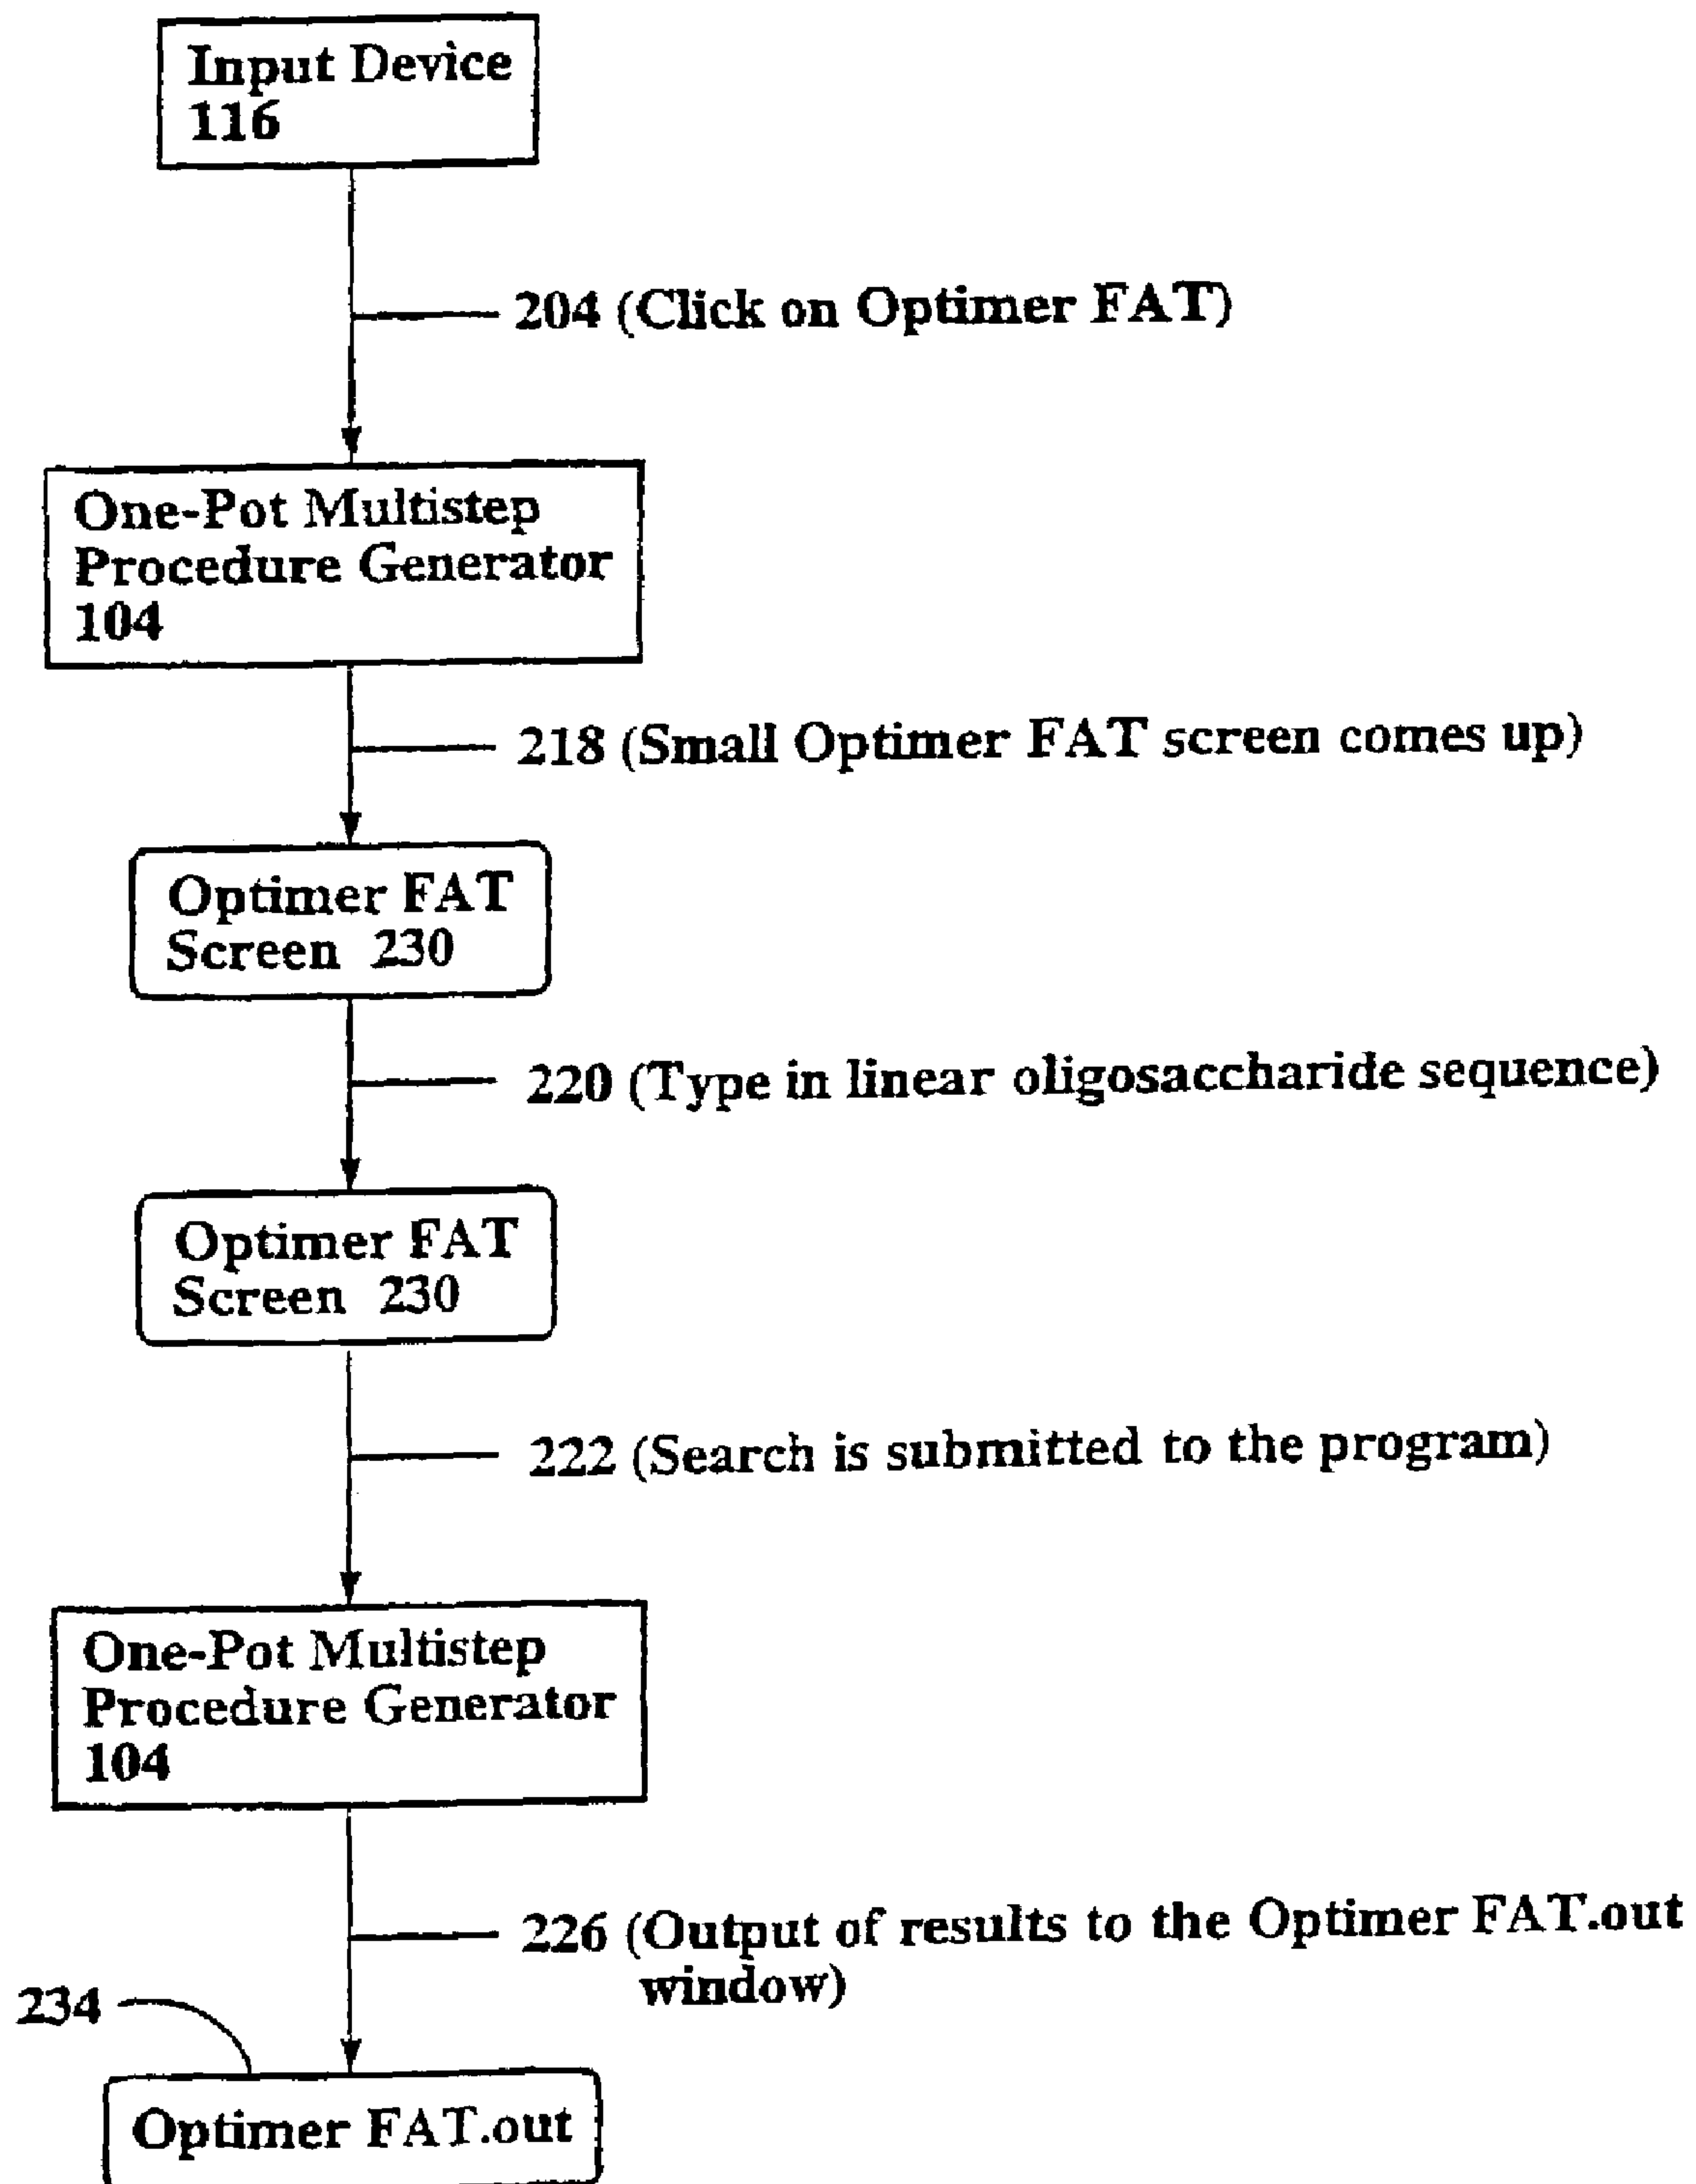 Input Device
116
204 (Click on Optimer FAT)
One-Pot Multistep
Procedure Generator
104
218 (Small Optimer FAT screen comes up)
Optimer FAT
Screen 230
220 (Type in linear oligosaccharide sequence)
Optimer FAT
Screen 230
222 (Search is submitted to the program)
One-Pot Multistep
Procedure Generator
104
226 (Output of results to the Optimer FAT.out
window)
234
Optimer FAT.out